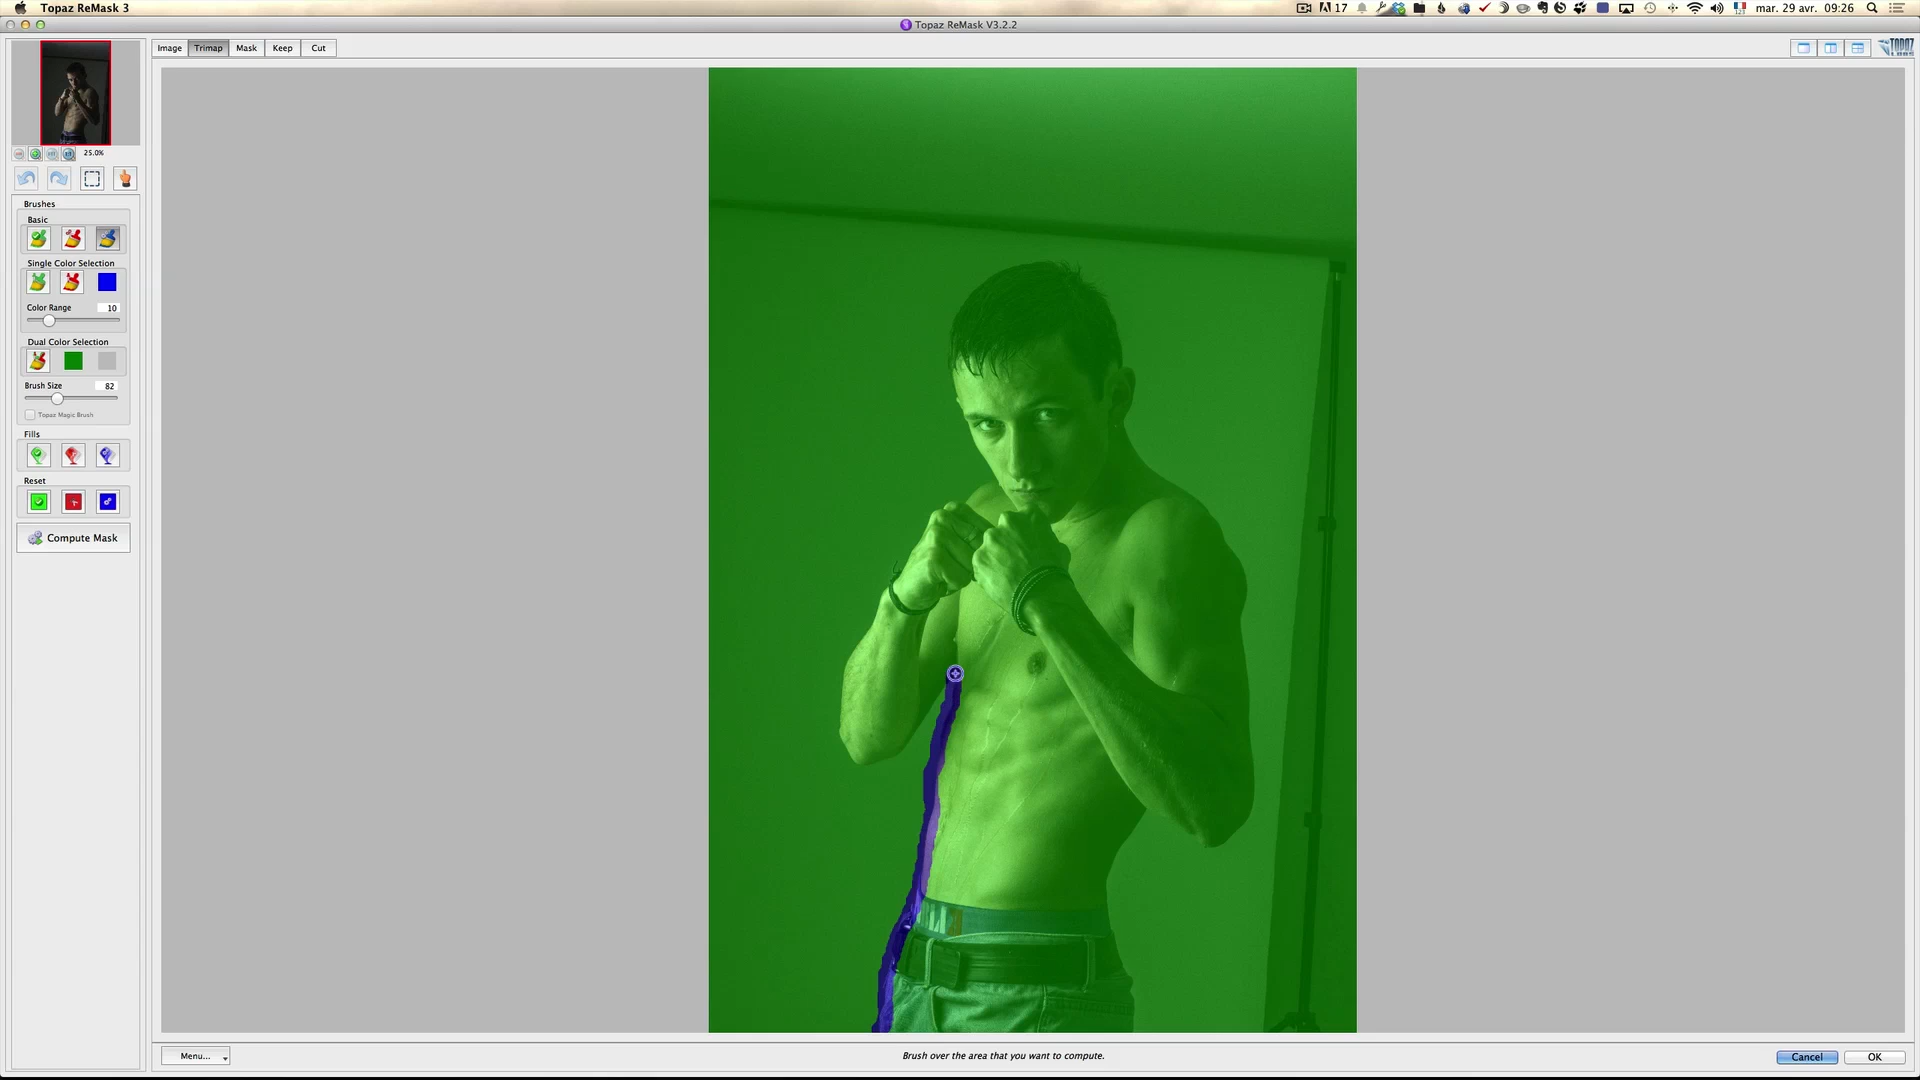 Topaz ReMask 3
17
mar. 29 avr. 09:26
Topaz ReMask V3.2.2
Image
Trimap
Mask
Keep
Cut
TOPAZ
LABS
25.0%
Brushes
Basic
Single Color Selection
Color Range 10
Dual Color Selection
Brush Size 82
Topaz Magic Brush
Fills
Reset
Compute Mask
Menu...
Brush over the area that you want to compute.
Cancel
OK